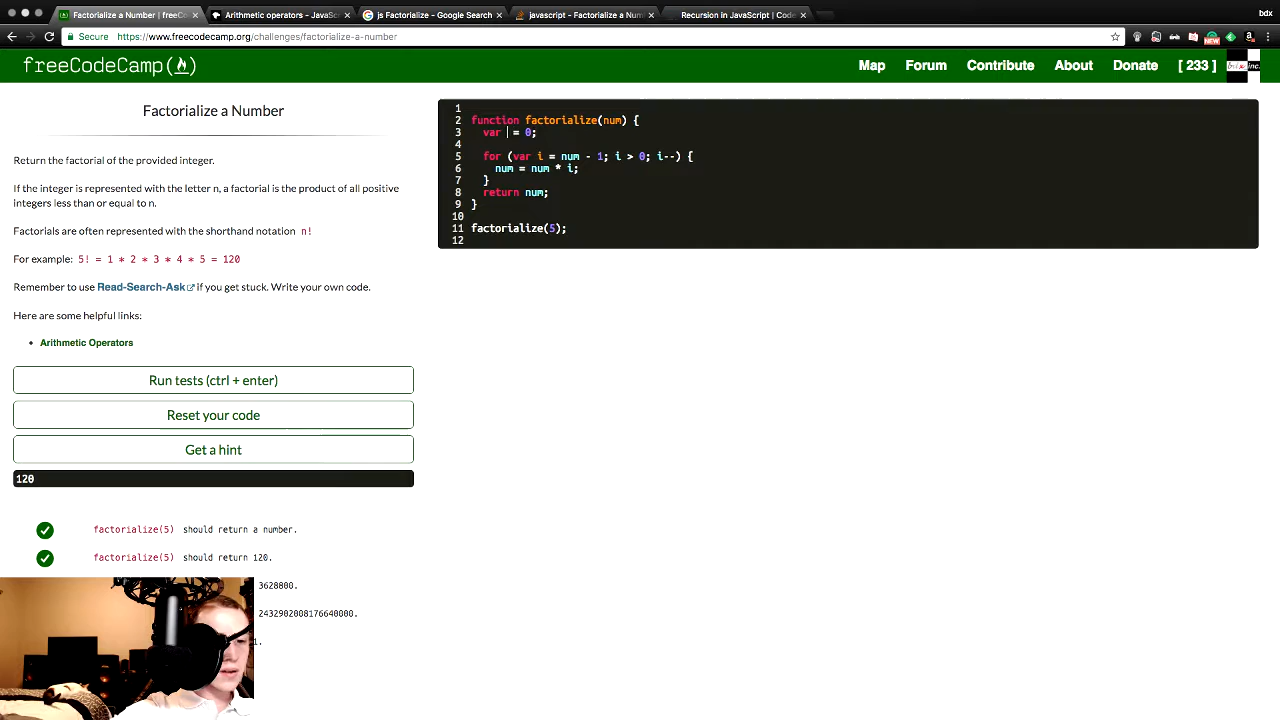 Factorialize a Number | freeC
Arithmetic operators - JavaSc
js Factorialize - Google Search
javascript - Factorialize a Num
Recursion in JavaScript | Code
bdx
Secure https://www.freecodecamp.org/challenges/factorialize-a-number
NEW
freeCodeCamp
Map Forum Contribute About Donate [ 233 ]
inc.
Factorialize a Number
Return the factorial of the provided integer.
If the integer is represented with the letter n, a factorial is the product of all positive
integers less than or equal to n.
Factorials are often represented with the shorthand notation n!
For example: 5! = 1 * 2 * 3 * 4 * 5 = 120
Remember to use Read-Search-Ask if you get stuck. Write your own code.
Here are some helpful links:
Arithmetic Operators
Run tests (ctrl + enter)
Reset your code
Get a hint
120
factorialize(5) should return a number.
factorialize(5) should return 120.
3628800.
2432902008176640000.
1.
1
2 function factorialize(num) {
3 var = 0;
4
5 for (var i = num - 1; i > 0; i--) {
6 num = num * i;
7 }
8 return num;
9 }
10
11 factorialize(5);
12